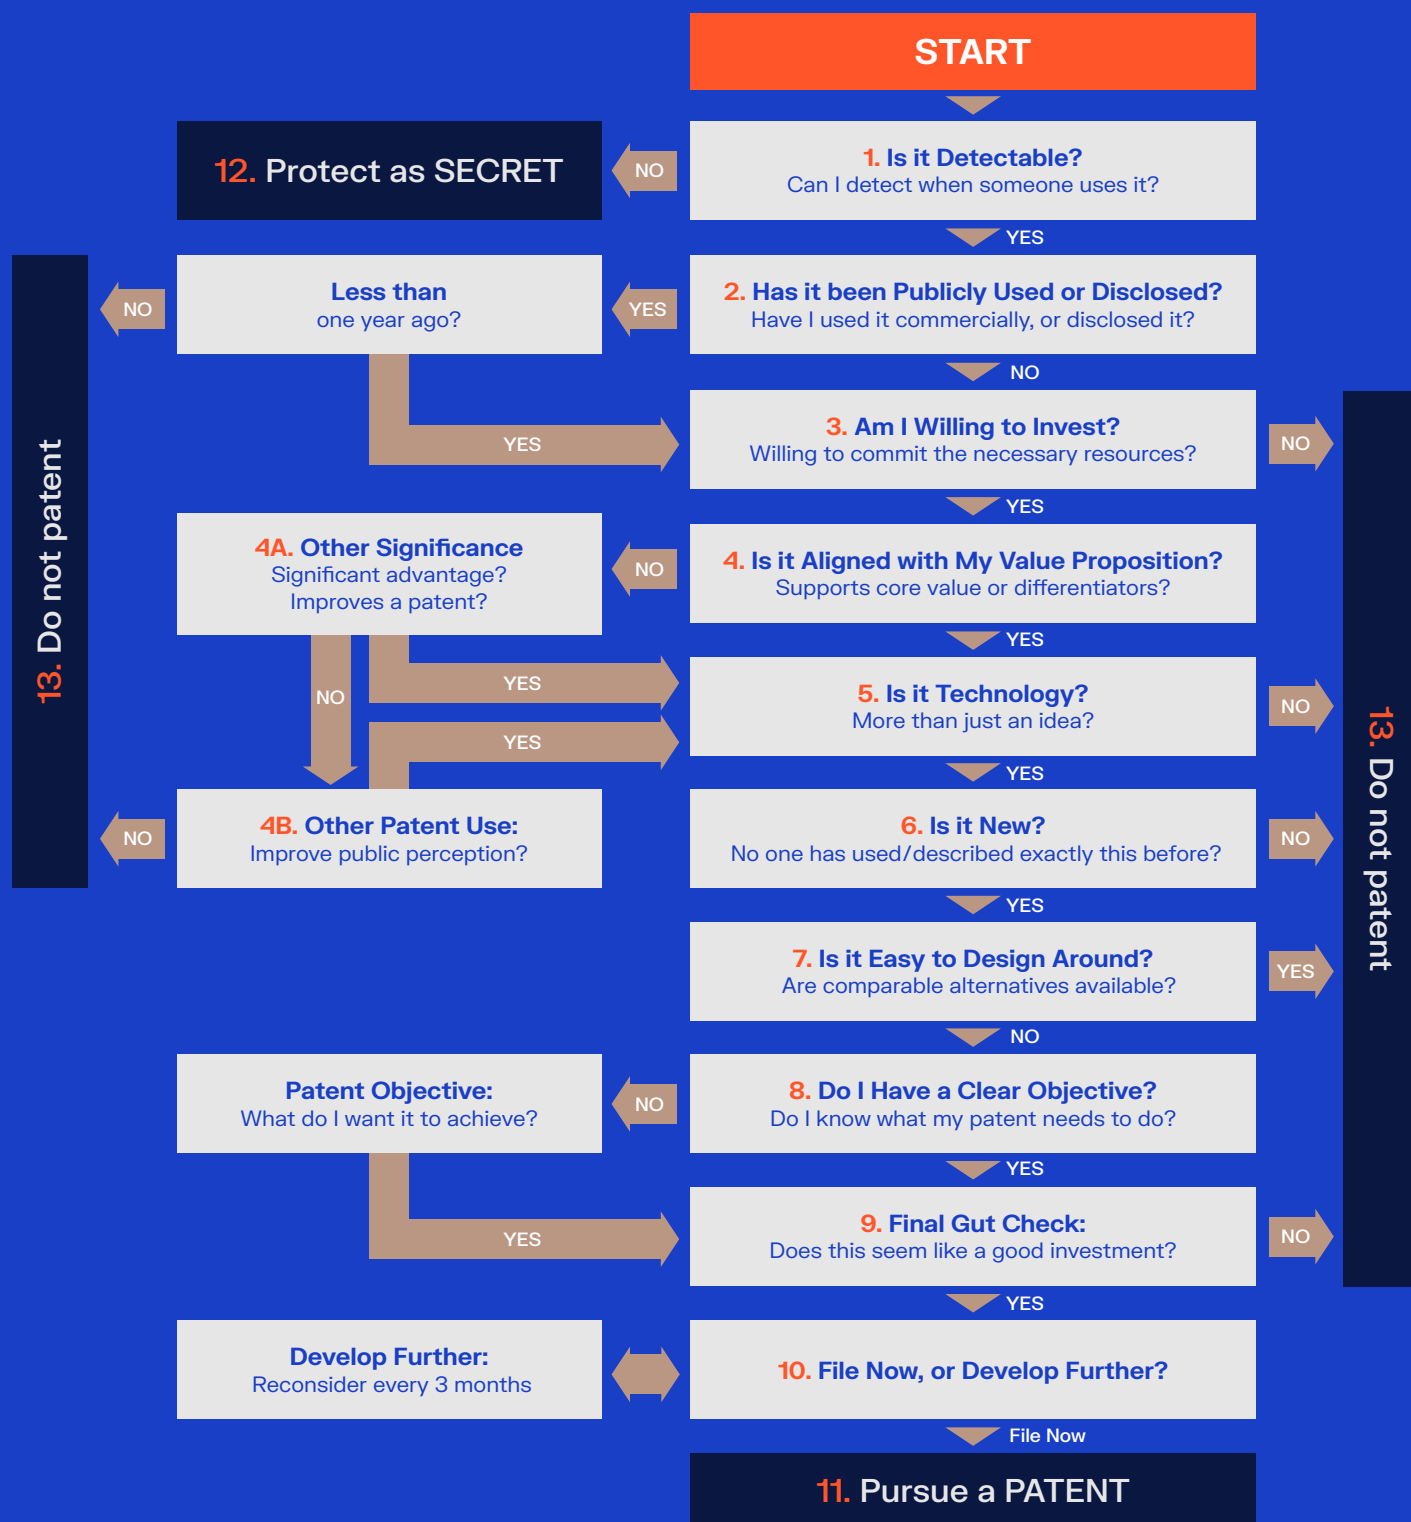 START
12. Protect as SECRET
NO
1. Is it Detectable?
Can I detect when someone uses it?
YES
NO
Less than
one year ago?
YES
2. Has it been Publicly Used or Disclosed?
Have I used it commercially, or disclosed it?
NO
YES
3. Am I Willing to Invest?
Willing to commit the necessary resources?
NO
YES
13. Do not patent
4A. Other Significance
Significant advantage?
Improves a patent?
NO
4. Is it Aligned with My Value Proposition?
Supports core value or differentiators?
YES
NO
YES
YES
5. Is it Technology?
More than just an idea?
NO
YES
13. Do not patent
NO
4B. Other Patent Use:
Improve public perception?
6. Is it New?
No one has used/described exactly this before?
NO
YES
7. Is it Easy to Design Around?
Are comparable alternatives available?
YES
NO
Patent Objective:
What do I want it to achieve?
NO
8. Do I Have a Clear Objective?
Do I know what my patent needs to do?
YES
YES
9. Final Gut Check:
Does this seem like a good investment?
NO
YES
Develop Further:
Reconsider every 3 months
10. File Now, or Develop Further?
File Now
11. Pursue a PATENT